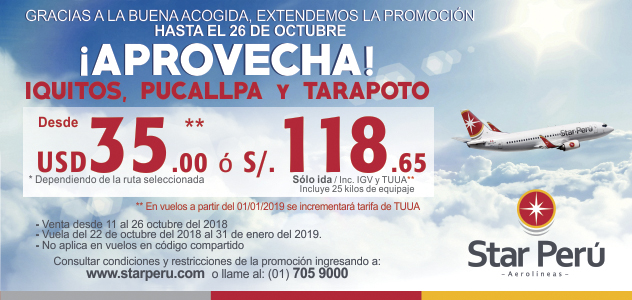 GRACIAS A LA BUENA ACOGIDA, EXTENDEMOS LA PROMOCIÓN
HASTA EL 26 DE OCTUBRE
¡APROVECHA!
IQUITOS, PUCALLPA Y TARAPOTO
Desde USD35.00** ó S/.118.65
* Dependiendo de la ruta seleccionada
Sólo ida / Inc. IGV y TUUA**
Incluye 25 kilos de equipaje
** En vuelos a partir del 01/01/2019 se incrementará tarifa de TUUA
- Venta desde 11 al 26 octubre del 2018
- Vuela del 22 de octubre del 2018 al 31 de enero del 2019.
- No aplica en vuelos en código compartido
Consultar condiciones y restricciones de la promoción ingresando a:
www.starperu.com o llame al: (01) 705 9000
Star Perú
Star Perú
- Aerolíneas -